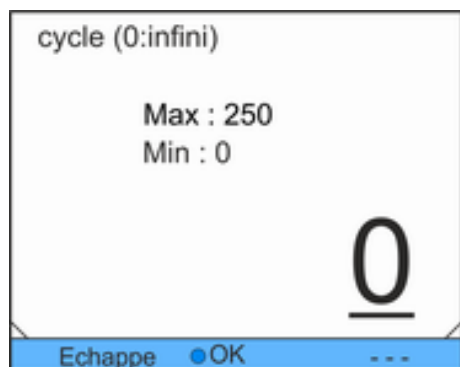 cycle (0:infini)
Max : 250
Min : 0
0
Echappe OK ---